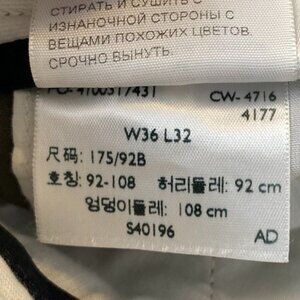 СТИРАТЬ И СУШИТЬ С
ИЗНАНОЧНОЙ СТОРОНЫ С
ВЕЩАМИ ПОХОЖИХ ЦВЕТОВ.
СРОЧНО ВЫНУТЬ.
CW- 4716
4177
W36 L32
尺码: 175/92B
호칭: 92-108 허리둘레: 92 cm
엉덩이둘레: 108 cm
S40196 AD